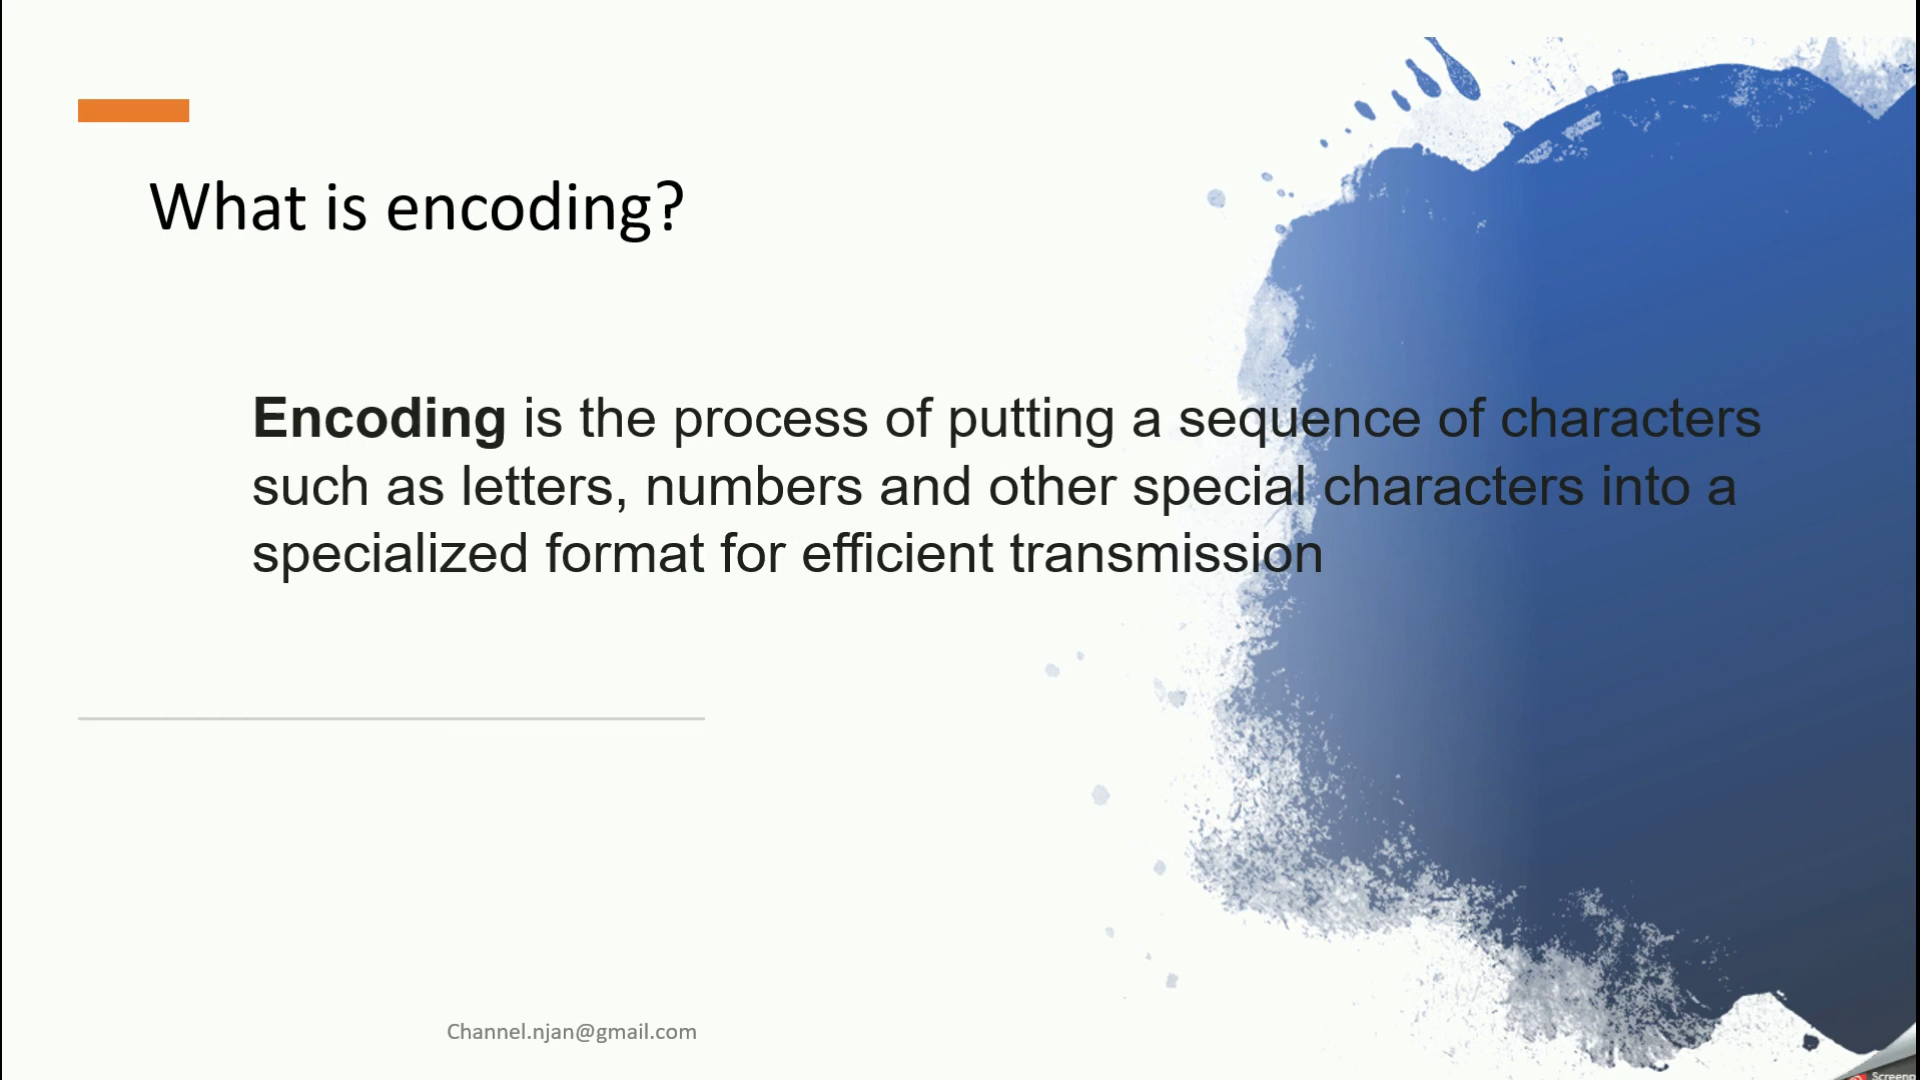 What is encoding?
Encoding is the process of putting a sequence of characters
such as letters, numbers and other special characters into a
specialized format for efficient transmission
Channel.njan@gmail.com